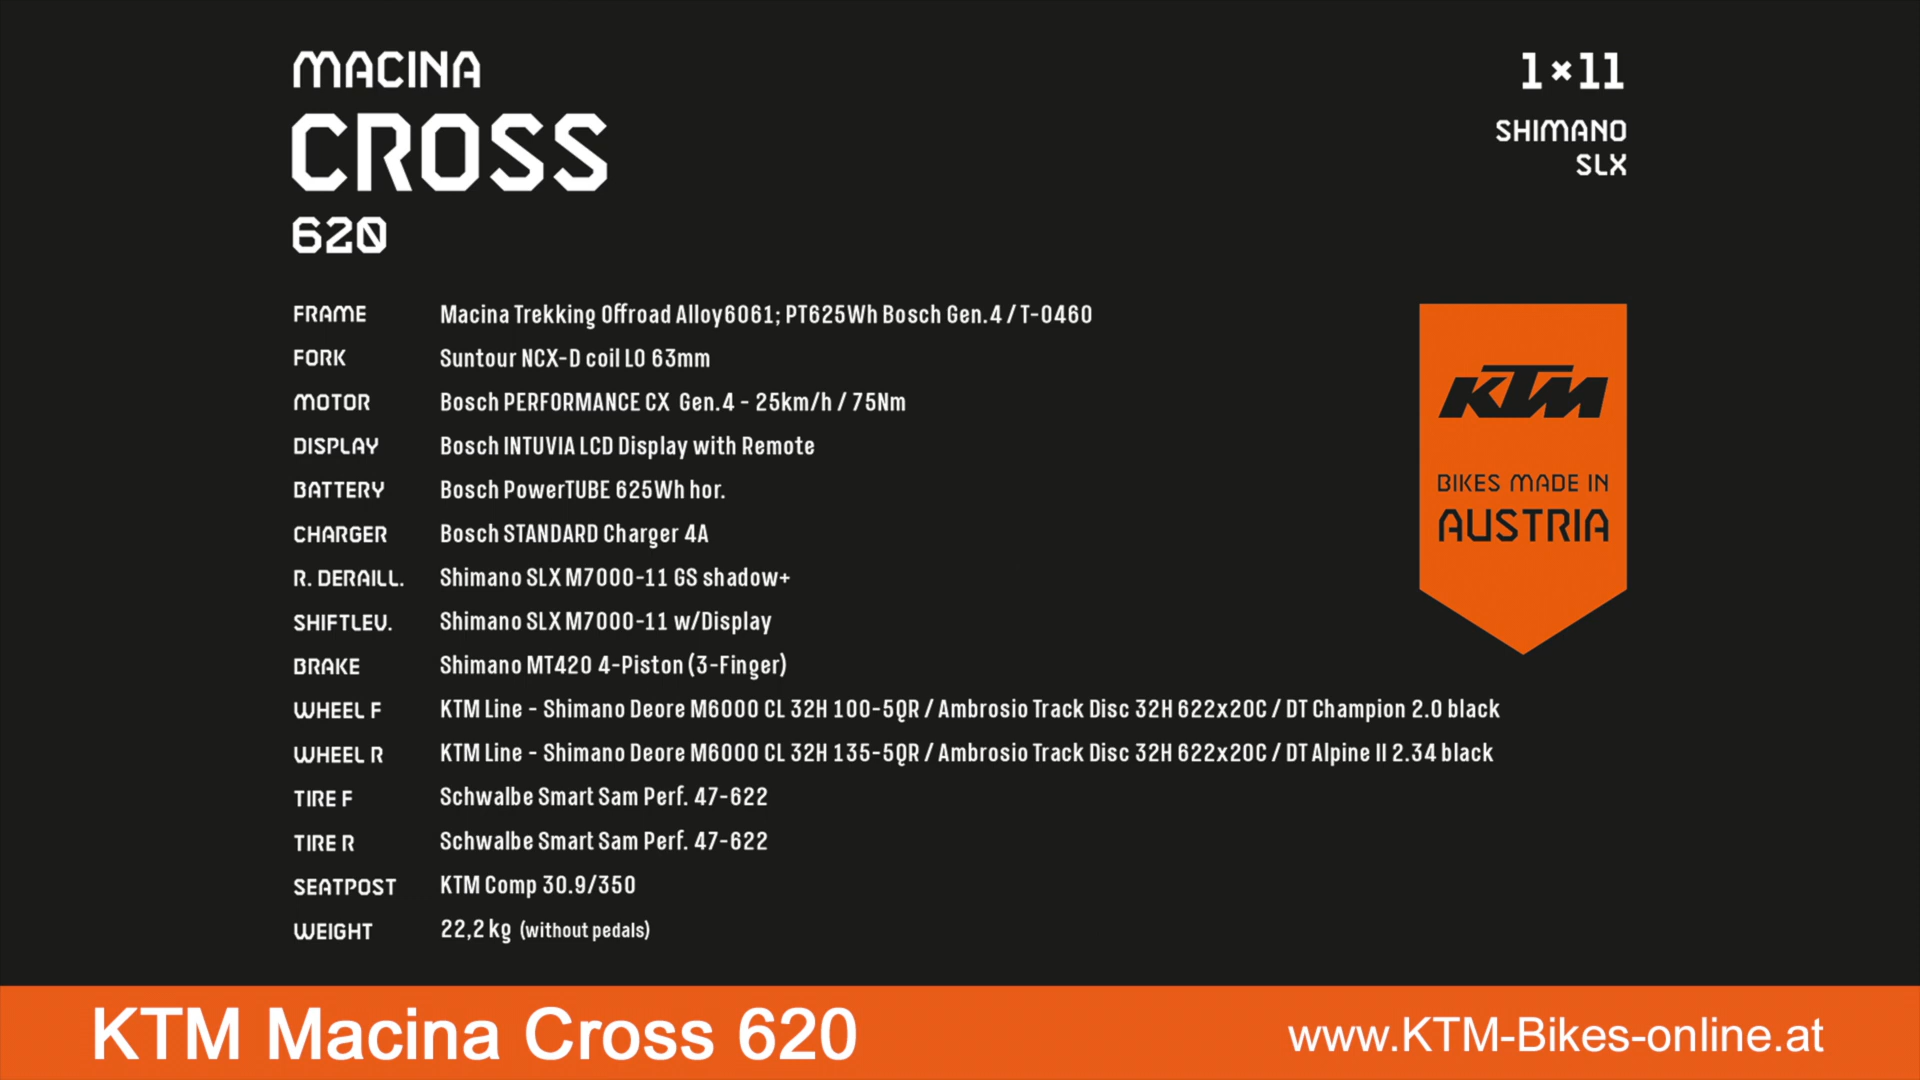 MACINA
CROSS
620
1×11
SHIMANO
SLX
FRAME Macina Trekking Offroad Alloy6061; PT625Wh Bosch Gen.4 / T-0460
FORK Suntour NCX-D coil LO 63mm
MOTOR Bosch PERFORMANCE CX Gen.4 - 25km/h / 75Nm
DISPLAY Bosch INTUVIA LCD Display with Remote
BATTERY Bosch PowerTUBE 625Wh hor.
CHARGER Bosch STANDARD Charger 4A
R. DERAILL. Shimano SLX M7000-11 GS shadow+
SHIFTLEV. Shimano SLX M7000-11 w/Display
BRAKE Shimano MT420 4-Piston (3-Finger)
WHEEL F KTM Line - Shimano Deore M6000 CL 32H 100-5QR / Ambrosio Track Disc 32H 622x20C / DT Champion 2.0 black
WHEEL R KTM Line - Shimano Deore M6000 CL 32H 135-5QR / Ambrosio Track Disc 32H 622x20C / DT Alpine II 2.34 black
TIRE F Schwalbe Smart Sam Perf. 47-622
TIRE R Schwalbe Smart Sam Perf. 47-622
SEATPOST KTM Comp 30.9/350
WEIGHT 22,2 kg (without pedals)
KTM
BIKES MADE IN
AUSTRIA
KTM Macina Cross 620
www.KTM-Bikes-online.at